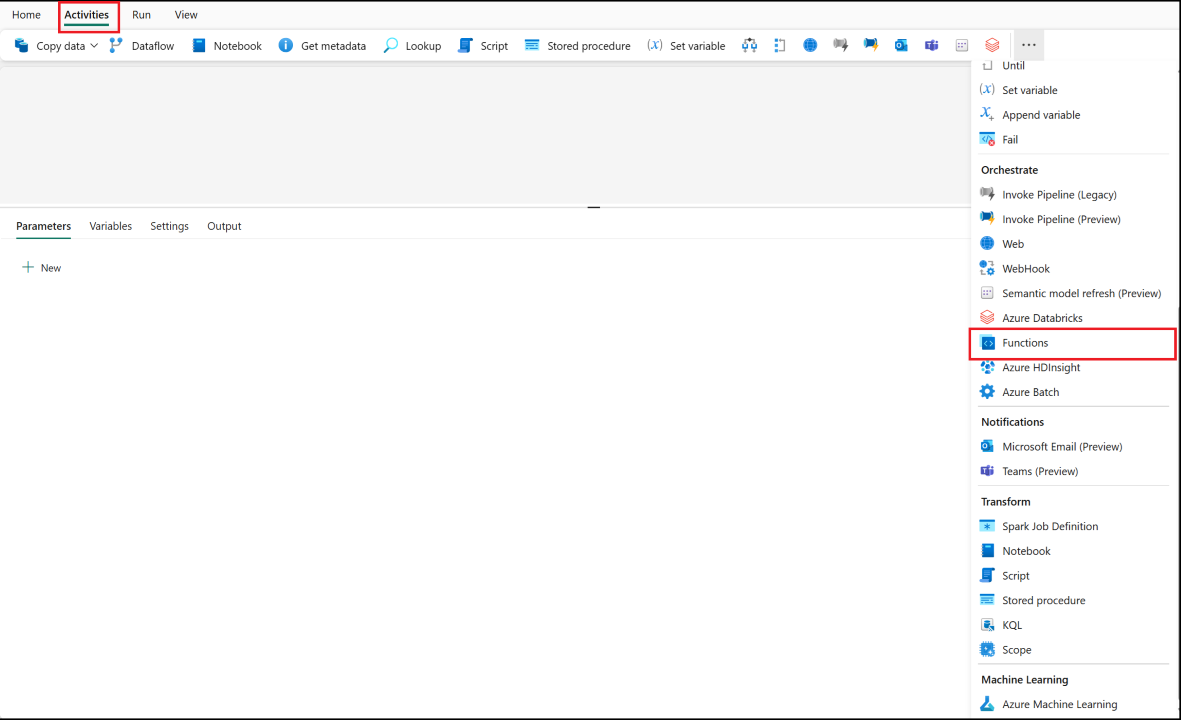 Home Activities Run View
Copy data Dataflow Notebook Get metadata Lookup Script Stored procedure (x) Set variable
Until
(x) Set variable
Append variable
Fail
Orchestrate
Invoke Pipeline (Legacy)
Invoke Pipeline (Preview)
Web
WebHook
Semantic model refresh (Preview)
Azure Databricks
Functions
Azure HDInsight
Azure Batch
Notifications
Microsoft Email (Preview)
Teams (Preview)
Transform
Spark Job Definition
Notebook
Script
Stored procedure
KQL
Scope
Machine Learning
Azure Machine Learning
Parameters Variables Settings Output
New